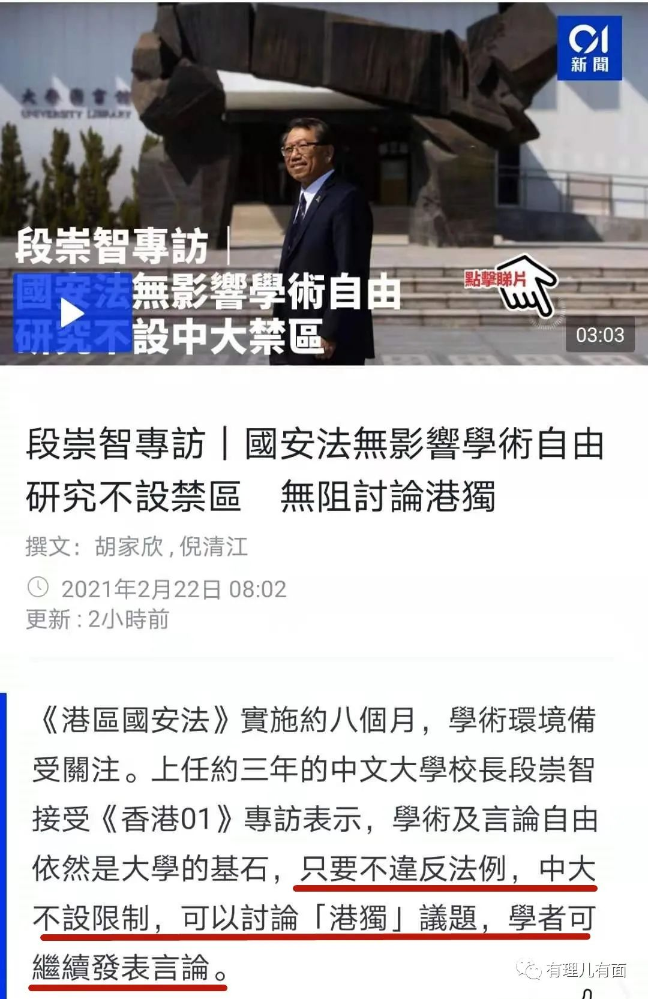 01
新聞
大學圖書館
UNIVERSITY LIBRARY
段崇智專訪｜
國安法無影響學術自由
研究不設中大禁區
點擊睇片
03:03
段崇智專訪｜國安法無影響學術自由
研究不設禁區　無阻討論港獨
撰文：胡家欣,倪清江
2021年2月22日 08:02
更新：2小時前
《港區國安法》實施約八個月，學術環境備
受關注。上任約三年的中文大學校長段崇智
接受《香港01》專訪表示，學術及言論自由
依然是大學的基石，只要不違反法例，中大
不設限制，可以討論「港獨」議題，學者可
繼續發表言論。
有理儿有面